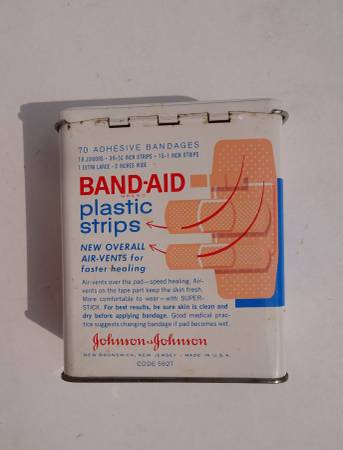 70 ADHESIVE BANDAGES
BAND-AID
BRAND
plastic
strips
NEW OVERALL
AIR-VENTS for
faster healing
Air-vents over the pad—speed healing. Air-
vents on the tape part keep the skin fresh.
More comfortable to wear—with SUPER-
STICK. For best results, be sure skin is clean and
dry before applying bandage. Good medical prac-
tice suggests changing bandage if pad becomes wet.
Johnson & Johnson
NEW BRUNSWICK, NEW JERSEY • MADE IN U.S.A.
CODE 5627